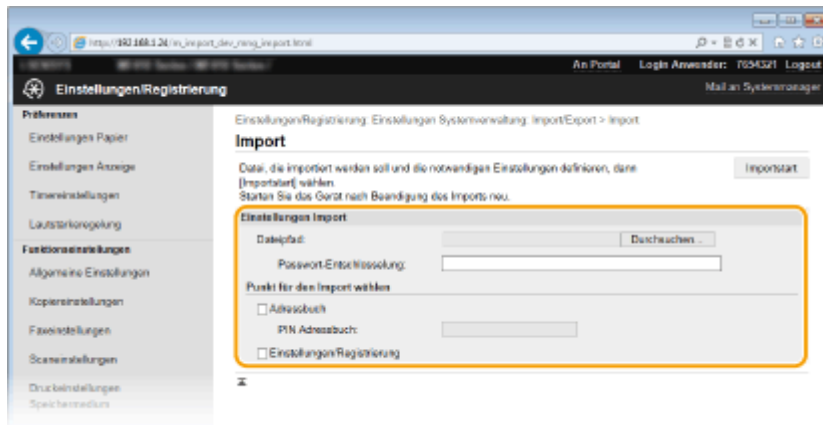 http://192.168.1.24/m_import_dev_mng_import.html
An Portal Login Anwender: 7654321 Logout
Einstellungen/Registrierung
Mail an Systemmanager
Präferenzen
Einstellungen Papier
Einstellungen Anzeige
Timereinstellungen
Lautstärkeregelung
Funktionseinstellungen
Allgemeine Einstellungen
Kopiereinstellungen
Faxeinstellungen
Scaneinstellungen
Druckeinstellungen
Speichermedium
Einstellungen/Registrierung: Einstellungen Systemverwaltung: Import/Export > Import
Import
Datei, die importiert werden soll und die notwendigen Einstellungen definieren, dann
[Importstart] wählen.
Starten Sie das Gerät nach Beendigung des Imports neu.
Importstart
Einstellungen Import
Dateipfad: Durchsuchen...
Passwort-Entschlüsselung:
Punkt für den Import wählen
Adressbuch
PIN Adressbuch:
Einstellungen/Registrierung